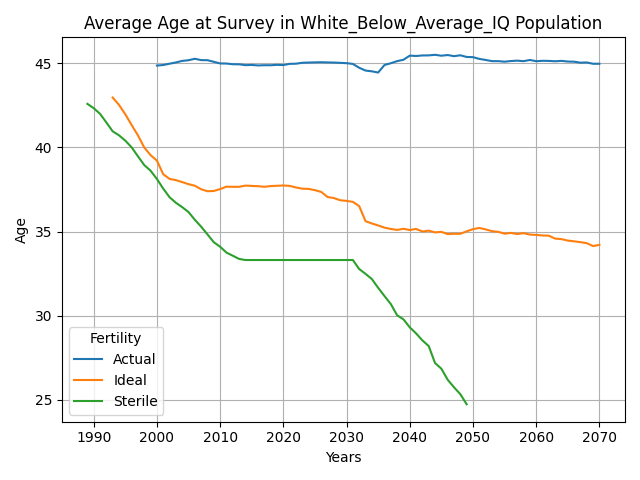 Average Age at Survey in White_Below_Average_IQ Population
Age
45
40
35
30
25
Fertility
Actual
Ideal
Sterile
1990 2000 2010 2020 2030 2040 2050 2060 2070
Years